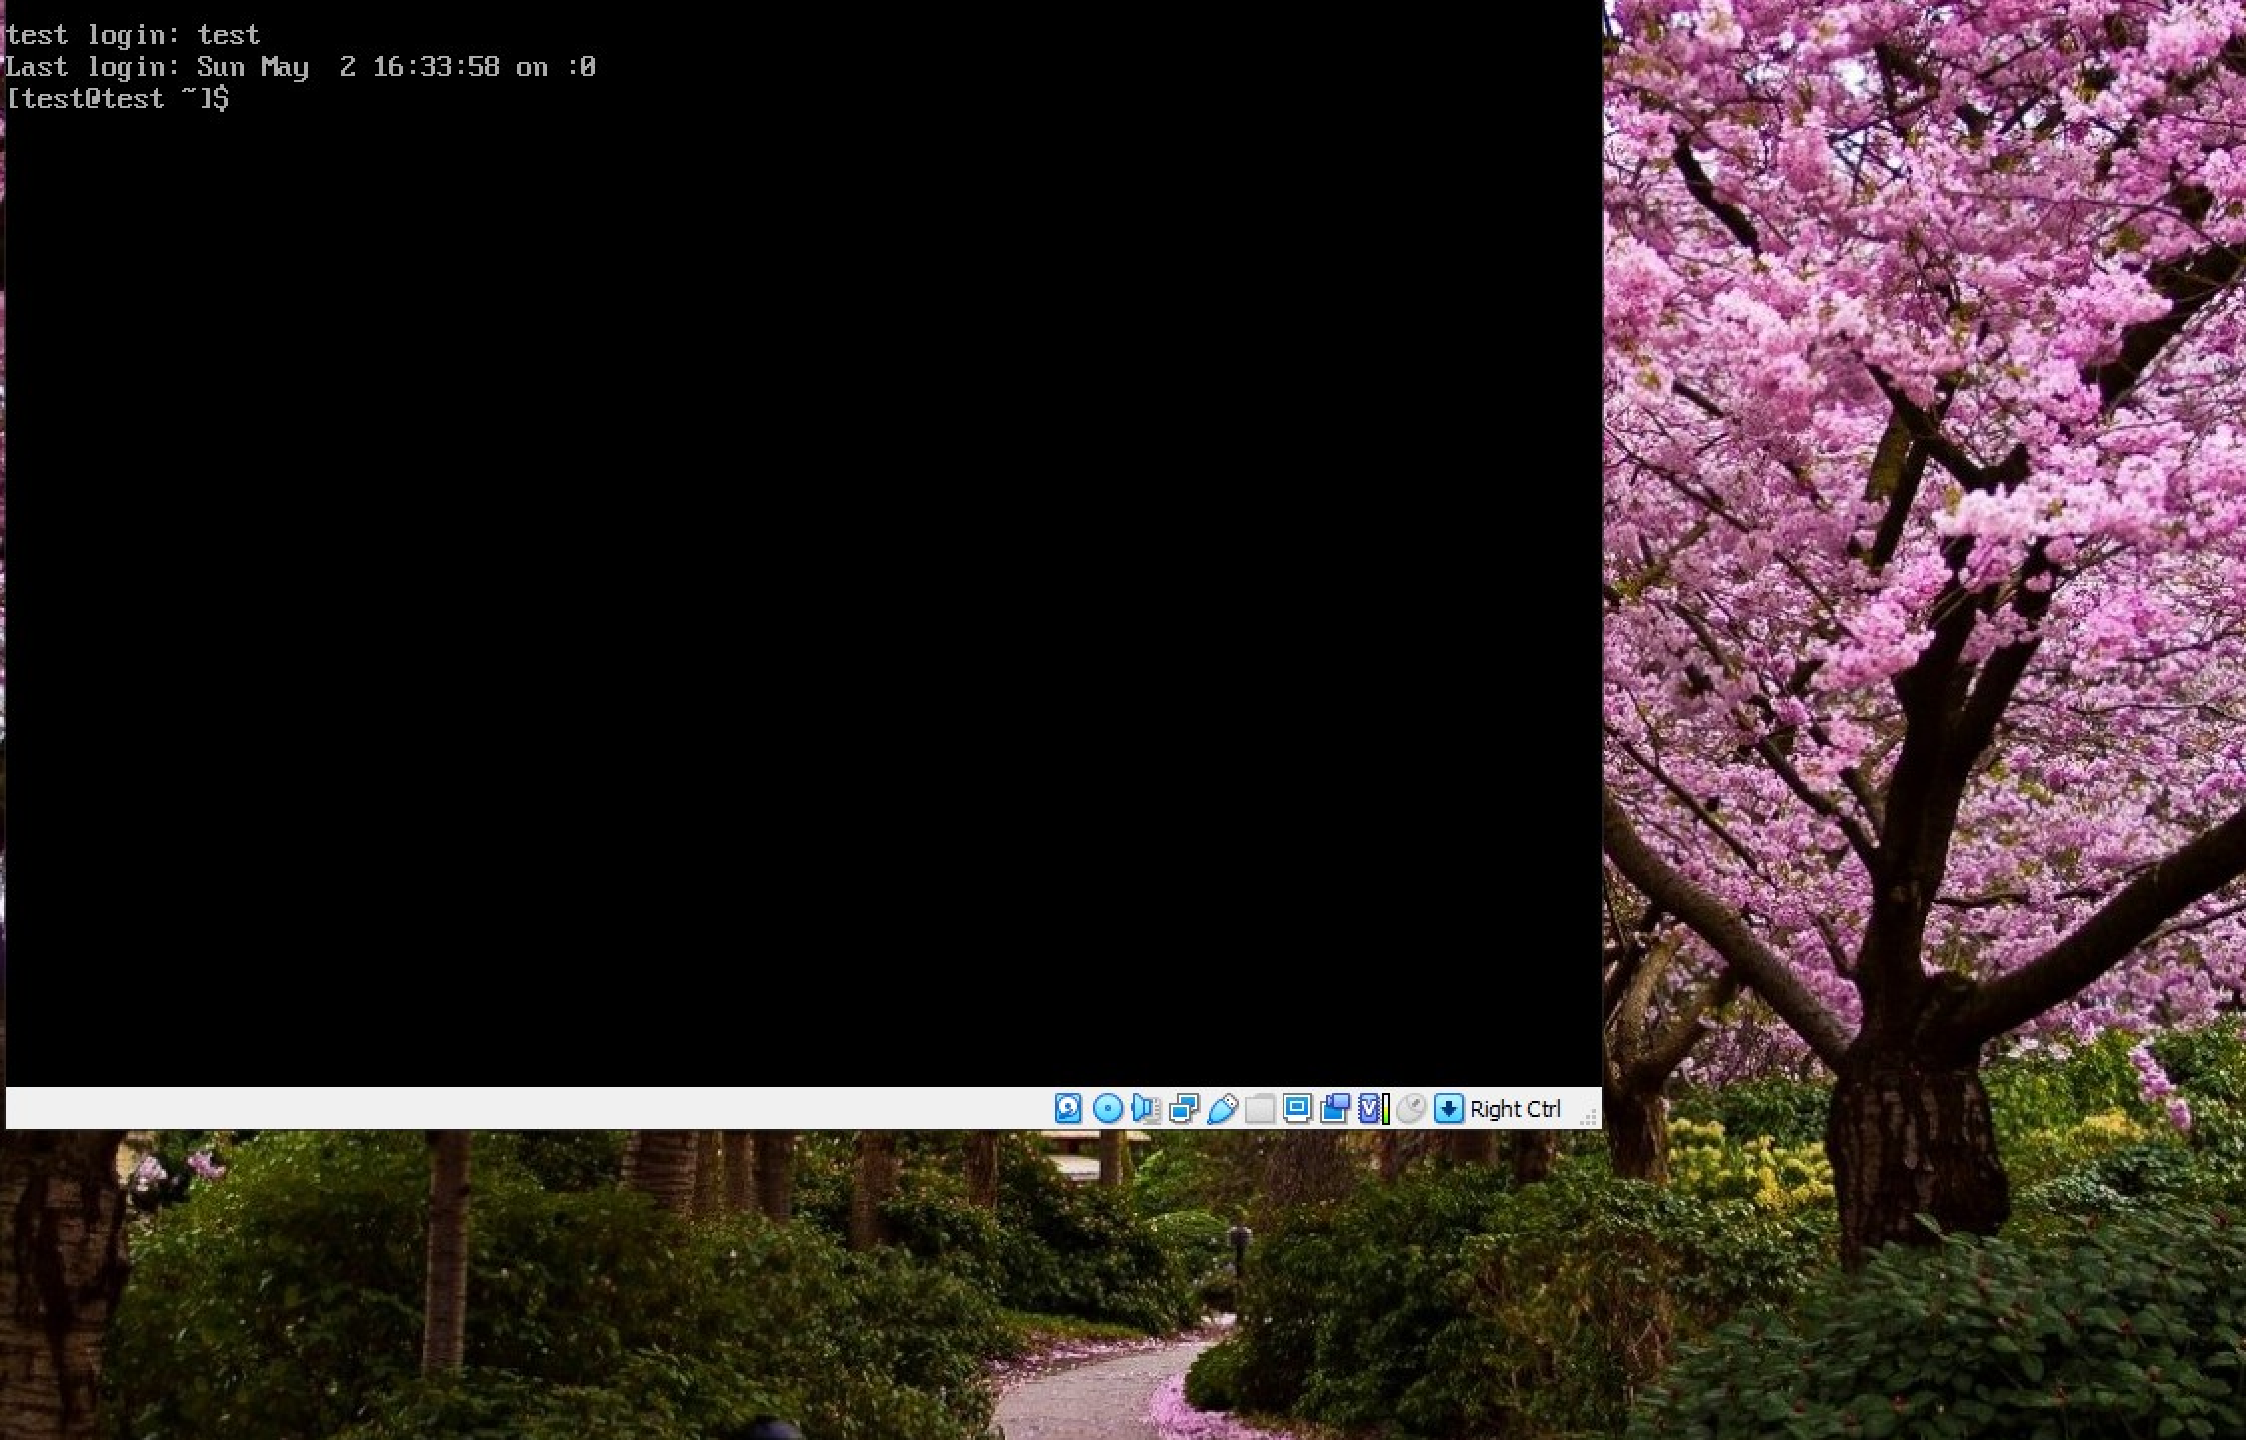 test login: test
Last login: Sun May  2 16:33:58 on :0
[test@test ~]$
Right Ctrl